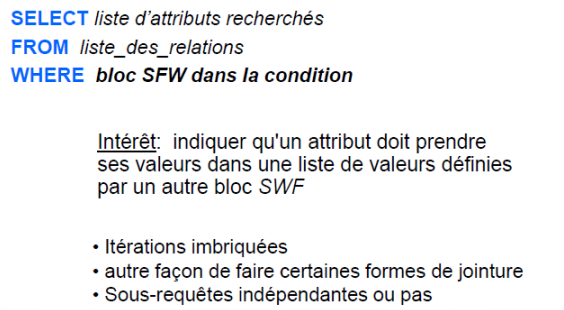 SELECT liste d'attributs recherchés
FROM liste_des_relations
WHERE bloc SFW dans la condition
Intérêt: indiquer qu'un attribut doit prendre
ses valeurs dans une liste de valeurs définies
par un autre bloc SWF
• Itérations imbriquées
• autre façon de faire certaines formes de jointure
• Sous-requêtes indépendantes ou pas